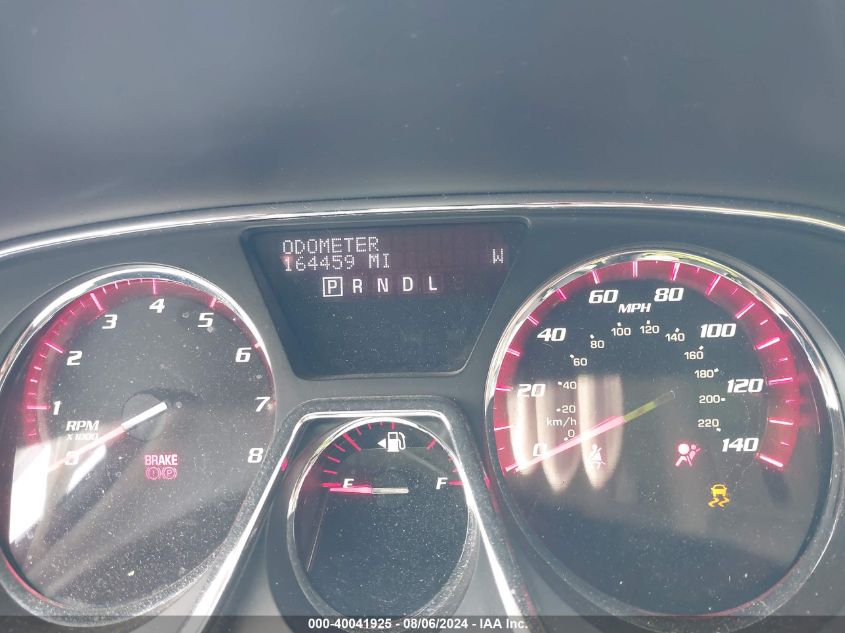 ODOMETER
164459 MI W
P R N D L
0 1 2 3 4 5 6 7 8
RPM
X1000
BRAKE
P
E F
0 20 40 60 80 100 120 140
MPH
0 20 40 60 80 100 120 140 160 180 200 220
km/h
000-40041925 - 08/06/2024 - IAA Inc.